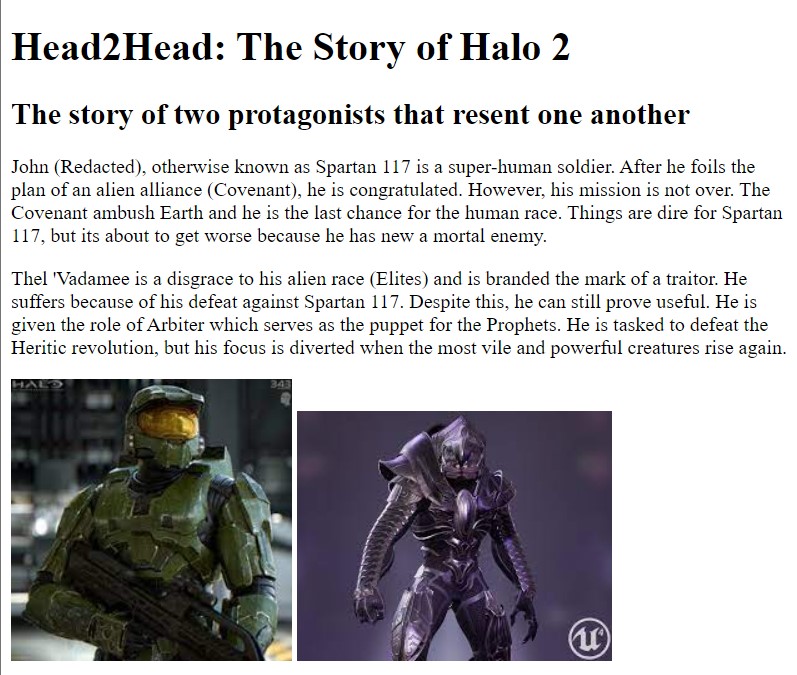 Head2Head: The Story of Halo 2
The story of two protagonists that resent one another
John (Redacted), otherwise known as Spartan 117 is a super-human soldier. After he foils the
plan of an alien alliance (Covenant), he is congratulated. However, his mission is not over. The
Covenant ambush Earth and he is the last chance for the human race. Things are dire for Spartan
117, but its about to get worse because he has new a mortal enemy.
Thel 'Vadamee is a disgrace to his alien race (Elites) and is branded the mark of a traitor. He
suffers because of his defeat against Spartan 117. Despite this, he can still prove useful. He is
given the role of Arbiter which serves as the puppet for the Prophets. He is tasked to defeat the
Heritic revolution, but his focus is diverted when the most vile and powerful creatures rise again.
HALO 343